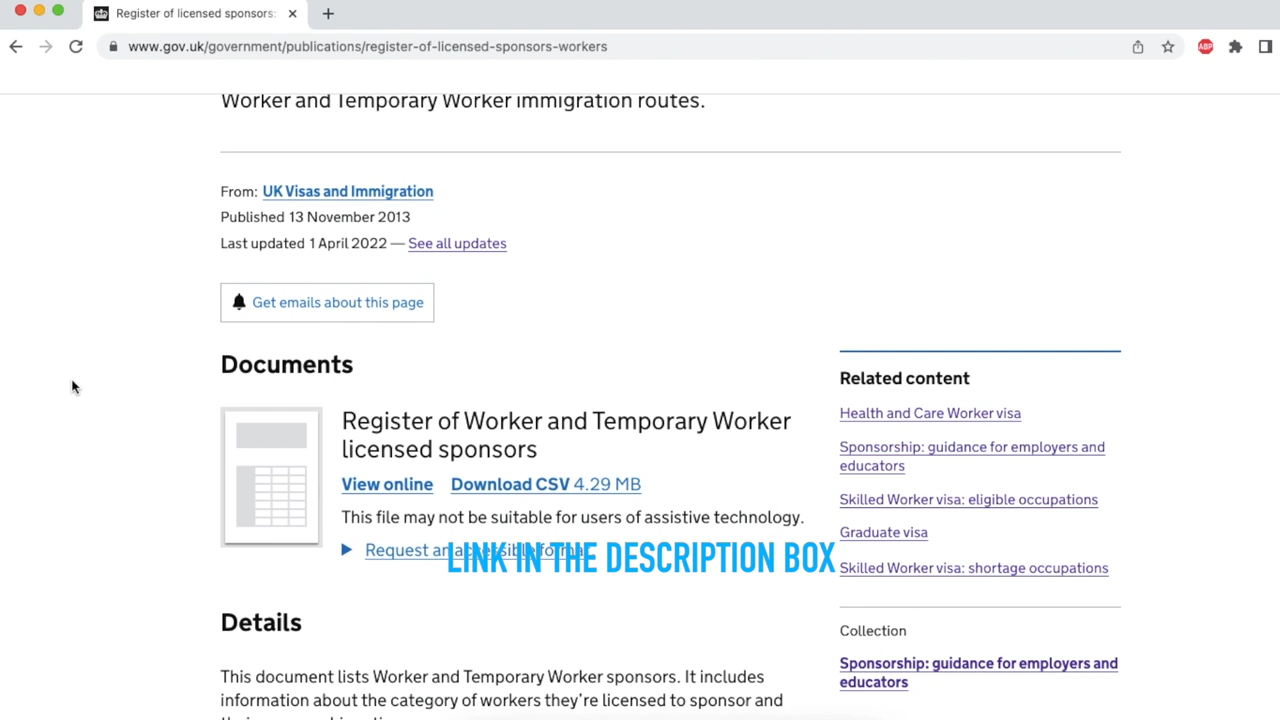 Register of licensed sponsors:
www.gov.uk/government/publications/register-of-licensed-sponsors-workers
ABP
Worker and Temporary Worker immigration routes.
From: UK Visas and Immigration
Published 13 November 2013
Last updated 1 April 2022 — See all updates
Get emails about this page
Documents
Register of Worker and Temporary Worker
licensed sponsors
View online Download CSV 4.29 MB
This file may not be suitable for users of assistive technology.
Request an accessible format
LINK IN THE DESCRIPTION BOX
Details
This document lists Worker and Temporary Worker sponsors. It includes
information about the category of workers they're licensed to sponsor and
Related content
Health and Care Worker visa
Sponsorship: guidance for employers and
educators
Skilled Worker visa: eligible occupations
Graduate visa
Skilled Worker visa: shortage occupations
Collection
Sponsorship: guidance for employers and
educators